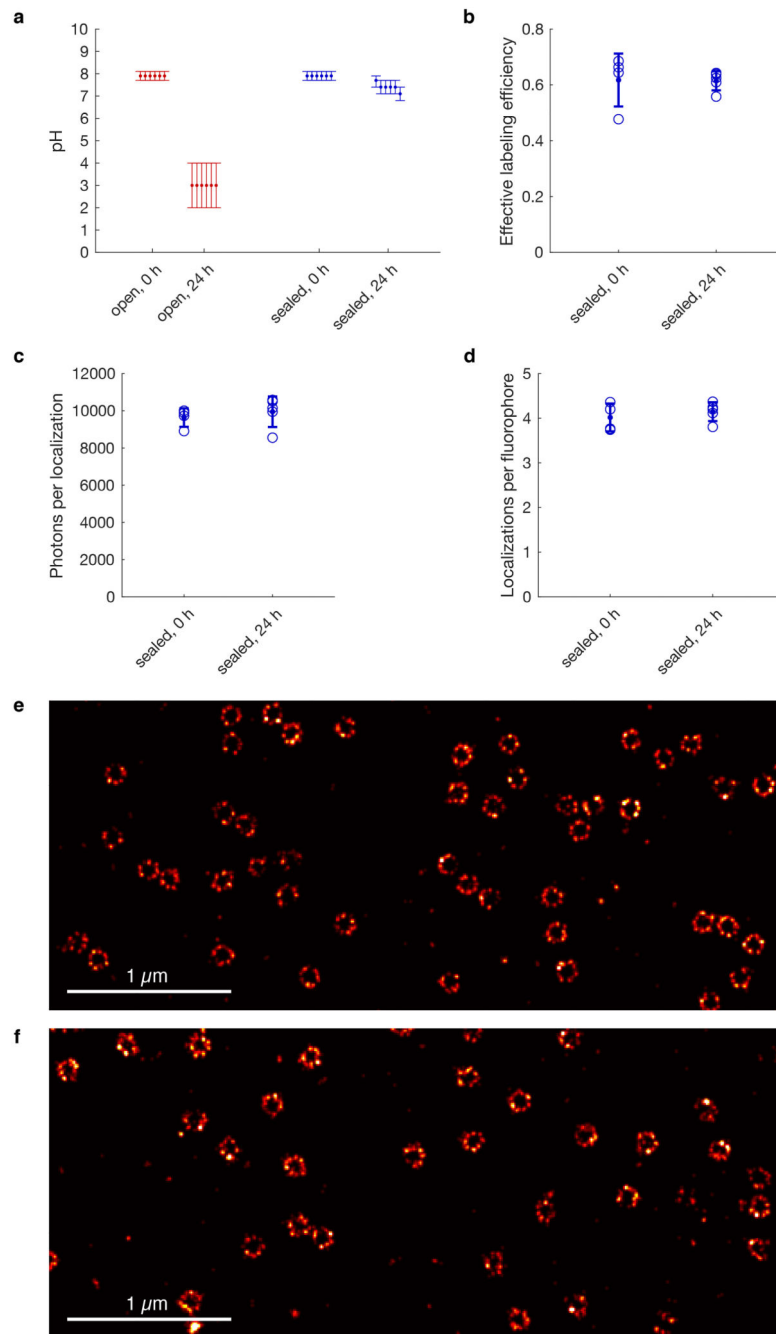 a
10
9
8
7
6
5
4
3
2
1
0
pH
open, 0 h
open, 24 h
sealed, 0 h
sealed, 24 h
b
0.8
0.6
0.4
0.2
0
Effective labeling efficiency
sealed, 0 h
sealed, 24 h
c
12000
10000
8000
6000
4000
2000
0
Photons per localization
sealed, 0 h
sealed, 24 h
d
5
4
3
2
1
0
Localizations per fluorophore
sealed, 0 h
sealed, 24 h
e
1 µm
f
1 µm